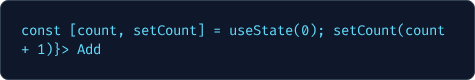 const [count, setCount] = useState(0); setCount(count
+ 1)}> Add